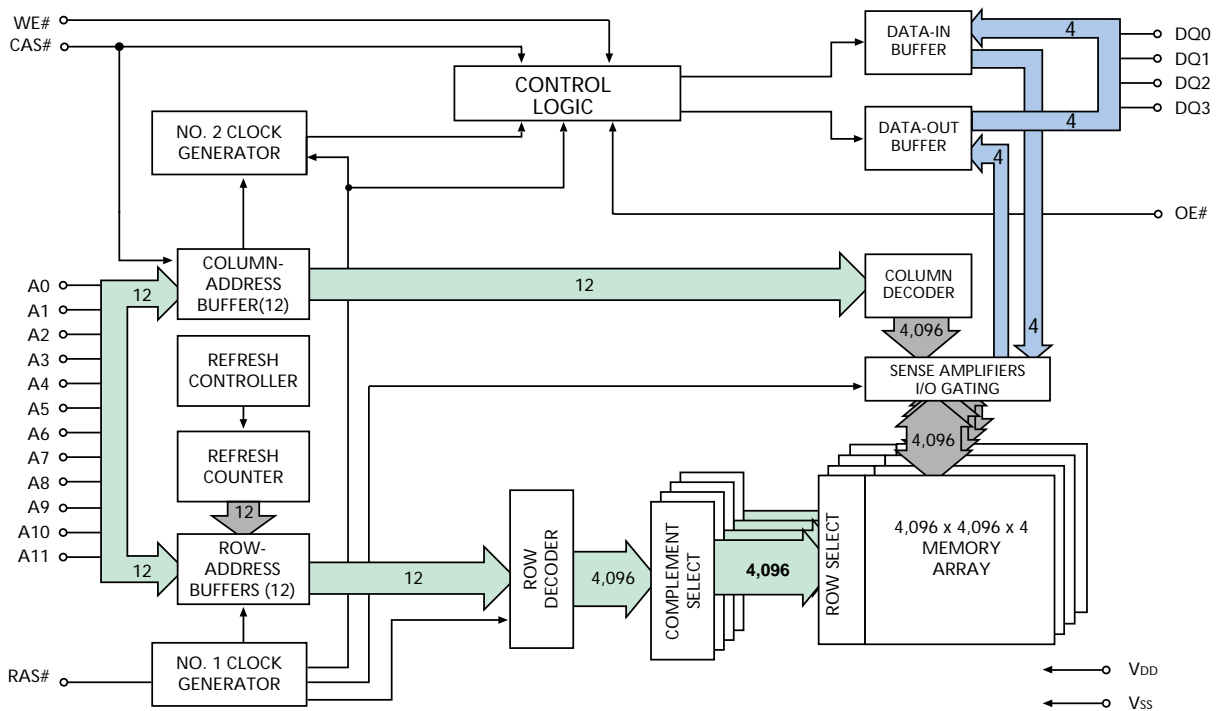 WE#
CAS#
CONTROL
LOGIC
DATA-IN
BUFFER
4
DQ0
DQ1
DQ2
DQ3
NO. 2 CLOCK
GENERATOR
DATA-OUT
BUFFER
4
4
OE#
COLUMN-
ADDRESS
BUFFER(12)
12
12
COLUMN
DECODER
A0
A1
A2
A3
A4
A5
A6
A7
A8
A9
A10
A11
4,096
4
REFRESH
CONTROLLER
SENSE AMPLIFIERS
I/O GATING
REFRESH
COUNTER
4,096
12
ROW-
ADDRESS
BUFFERS (12)
12
12
ROW
DECODER
4,096
COMPLEMENT
SELECT
4,096
ROW SELECT
4,096 x 4,096 x 4
MEMORY
ARRAY
RAS#
NO. 1 CLOCK
GENERATOR
VDD
VSS